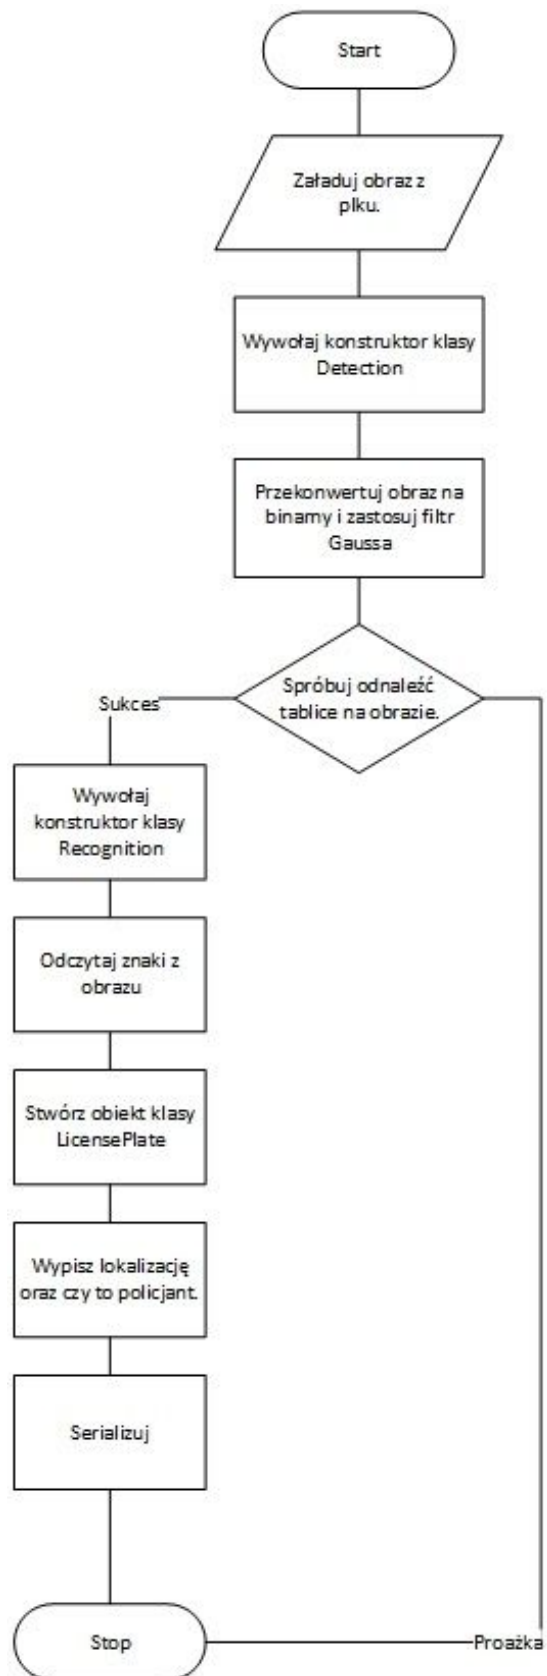 Start
Załaduj obraz z
plku.
Wywołaj konstruktor klasy
Detection
Przekonwertuj obraz na
binarny i zastosuj filtr
Gaussa
Spróbuj odnaleźć
tablice na obrazie.
Sukces
Wywołaj
konstruktor klasy
Recognition
Odczytaj znaki z
obrazu
Stwórz obiekt klasy
LicensePlate
Wypisz lokalizację
oraz czy to policjant.
Serializuj
Stop
Proażka